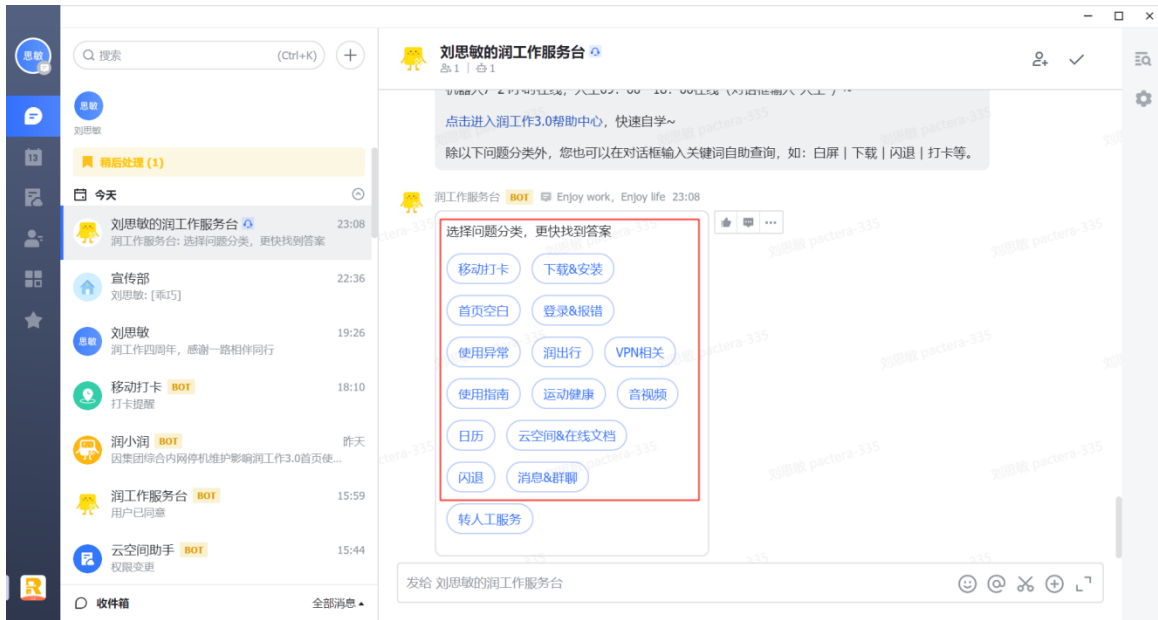 思敏
搜索 (Ctrl+K)
思敏
刘思敏
稍后处理 (1)
今天
刘思敏的润工作服务台 23:08
润工作服务台: 选择问题分类，更快找到答案
宣传部 22:36
刘思敏: [乖巧]
思敏
刘思敏 19:26
润工作四周年，感谢一路相伴同行
移动打卡 BOT 18:10
打卡提醒
润小润 BOT 昨天
因集团综合内网停机维护影响润工作3.0首页使...
润工作服务台 BOT 15:59
用户已同意
云空间助手 BOT 15:44
权限变更
收件箱 全部消息
13
刘思敏的润工作服务台
1 | 1
点击进入润工作3.0帮助中心，快速自学~
除以下问题分类外，您也可以在对话框输入关键词自助查询，如：白屏 | 下载 | 闪退 | 打卡等。
润工作服务台 BOT Enjoy work，Enjoy life 23:08
选择问题分类，更快找到答案
移动打卡 下载&安装
首页空白 登录&报错
使用异常 润出行 VPN相关
使用指南 运动健康 音视频
日历 云空间&在线文档
闪退 消息&群聊
转人工服务
发给 刘思敏的润工作服务台
刘思敏 pactera-335